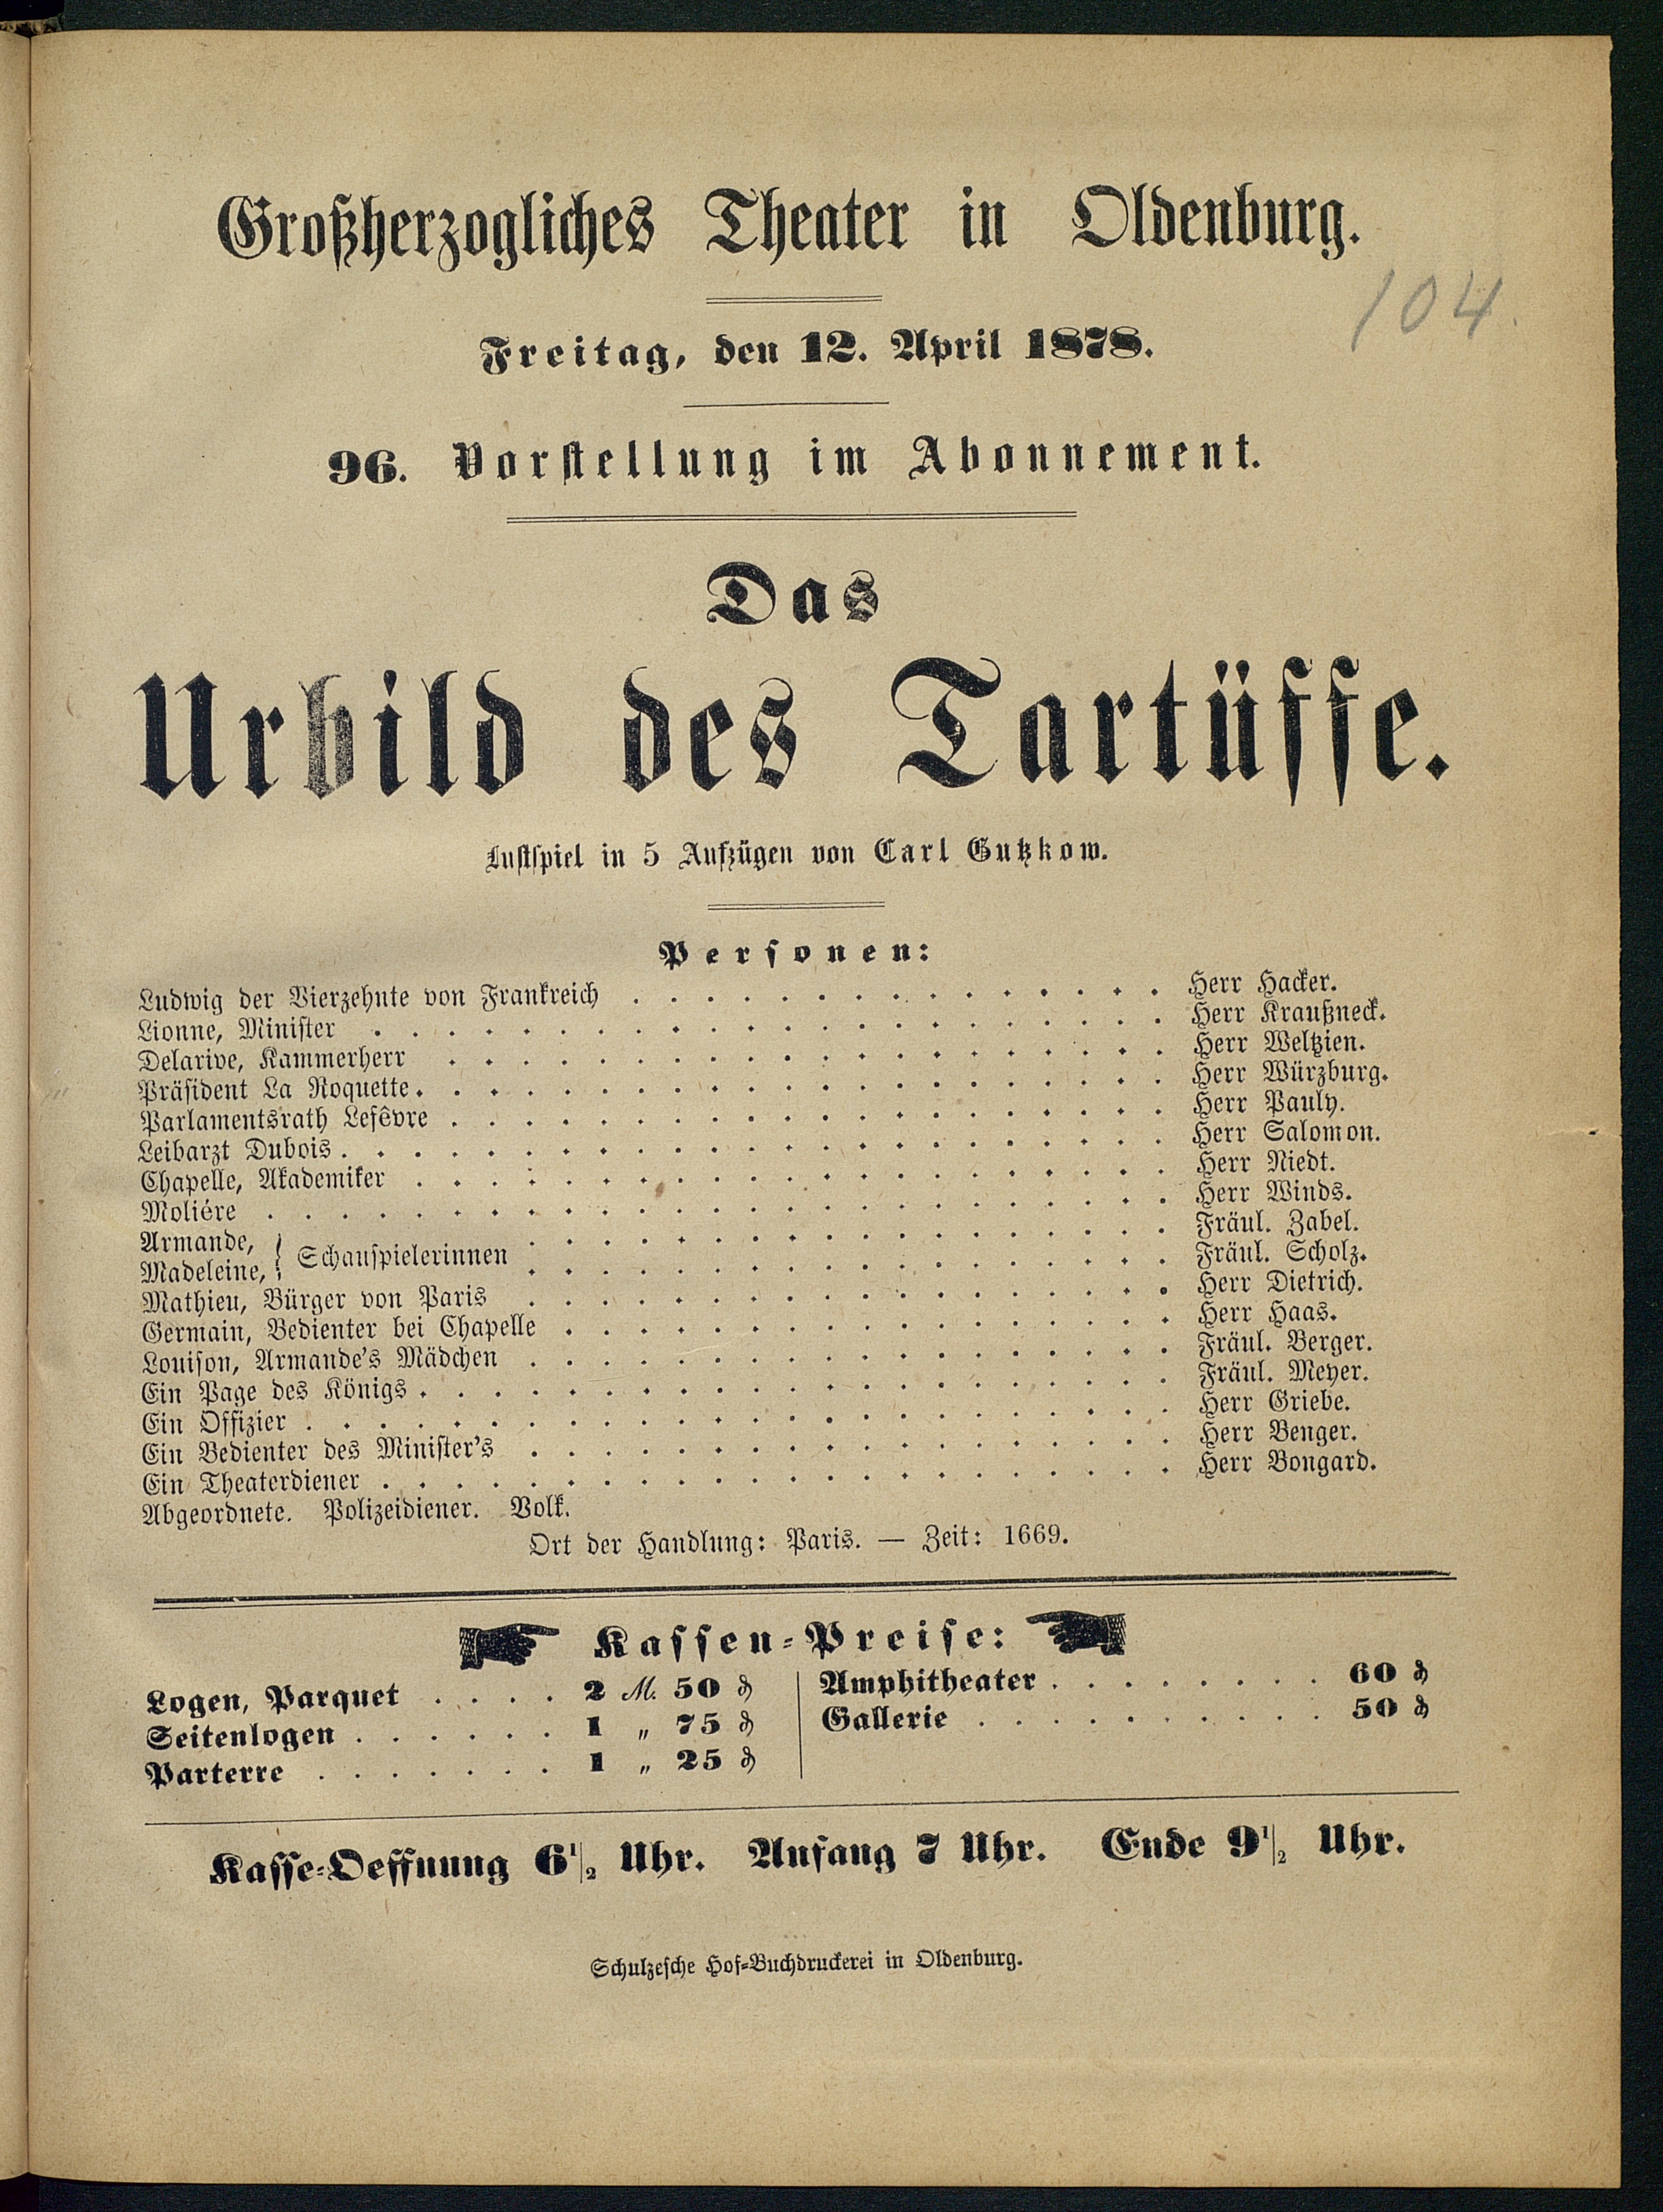 Großherzogliches Theater in Oldenburg.
104.
Freitag, den 12. April 1878.
96. Vorstellung im Abonnement.
Das
Urbild des Tartüffe.
Lustspiel in 5 Aufzügen von Carl Gutzkow.
Personen:
Ludwig der Vierzehnte von Frankreich . . . . . . . . . . . . . . . Herr Hacker.
Lionne, Minister . . . . . . . . . . . . . . . . . . . . . . Herr Kraußneck.
Delarive, Kammerherr . . . . . . . . . . . . . . . . . . . . Herr Weltzien.
Präsident La Roquette . . . . . . . . . . . . . . . . . . . . . Herr Würzburg.
Parlamentsrath Lefêvre . . . . . . . . . . . . . . . . . . . . Herr Pauly.
Leibarzt Dubois . . . . . . . . . . . . . . . . . . . . . . . Herr Salomon.
Chapelle, Akademiker . . . . . . . . . . . . . . . . . . . . . Herr Niedt.
Moliére . . . . . . . . . . . . . . . . . . . . . . . . . Herr Winds.
Armande, } Schauspielerinnen . . . . . . . . . . . . . . . . . . Fräul. Zabel.
Madeleine, } . . . . . . . . . . . . . . . . . . Fräul. Scholz.
Mathieu, Bürger von Paris . . . . . . . . . . . . . . . . . . Herr Dietrich.
Germain, Bedienter bei Chapelle . . . . . . . . . . . . . . . . . Herr Haas.
Louison, Armande's Mädchen . . . . . . . . . . . . . . . . . . Fräul. Berger.
Ein Page des Königs . . . . . . . . . . . . . . . . . . . . . Fräul. Meyer.
Ein Offizier . . . . . . . . . . . . . . . . . . . . . . . . Herr Griebe.
Ein Bedienter des Minister's . . . . . . . . . . . . . . . . . . Herr Benger.
Ein Theaterdiener . . . . . . . . . . . . . . . . . . . . . . Herr Bongard.
Abgeordnete. Polizeidiener. Volk.
Ort der Handlung: Paris. — Zeit: 1669.
Kassen-Preise:
Logen, Parquet . . . . 2 M. 50 ₰
Seitenlogen . . . . . . 1 „ 75 ₰
Parterre . . . . . . . 1 „ 25 ₰
Amphitheater . . . . . . . . 60 ₰
Gallerie . . . . . . . . . . 50 ₰
Kasse-Oeffnung 6 1/2 Uhr. Anfang 7 Uhr. Ende 9 1/2 Uhr.
Schulzesche Hof-Buchdruckerei in Oldenburg.